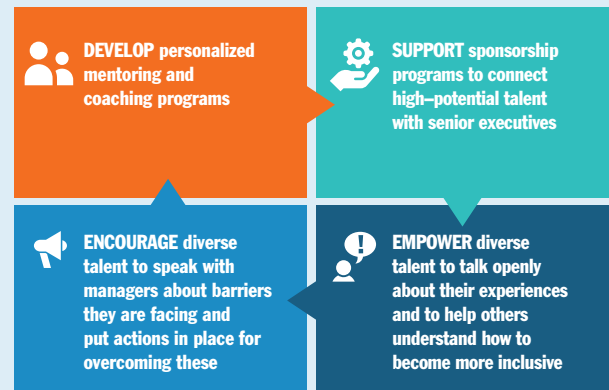 DEVELOP personalized
mentoring and
coaching programs
SUPPORT sponsorship
programs to connect
high–potential talent
with senior executives
ENCOURAGE diverse
talent to speak with
managers about barriers
they are facing and
put actions in place for
overcoming these
EMPOWER diverse
talent to talk openly
about their experiences
and to help others
understand how to
become more inclusive